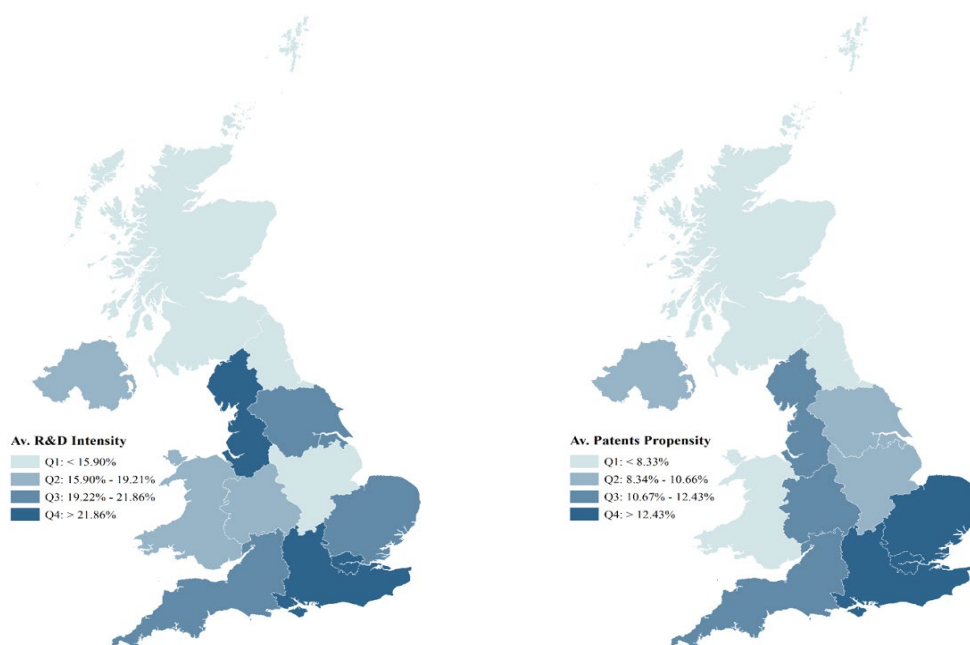 Av. R&D Intensity
Q1: < 15.90%
Q2: 15.90% - 19.21%
Q3: 19.22% - 21.86%
Q4: > 21.86%
Av. Patents Propensity
Q1: < 8.33%
Q2: 8.34% - 10.66%
Q3: 10.67% - 12.43%
Q4: > 12.43%